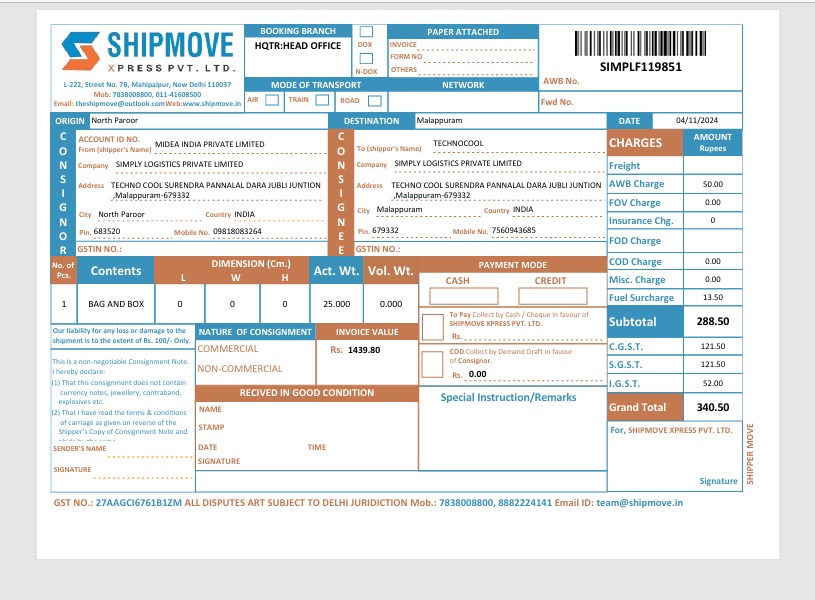 SHIPMOVE
XPRESS PVT. LTD.
L-222, Street No. 78, Mahipalpur, New Delhi 110037
Mob: 7838008800, 011-41608500
Email: theshipmove@outlook.comWeb:www.shipmove.in
BOOKING BRANCH
HQTR:HEAD OFFICE
DOX
N-DOX
PAPER ATTACHED
INVOICE
FORM NO
OTHERS
SIMPLF119851
AWB No.
MODE OF TRANSPORT
NETWORK
AIR TRAIN ROAD
Fwd No.
ORIGIN North Paroor DESTINATION Malappuram DATE 04/11/2024
CONSIGNOR
ACCOUNT ID NO.
From (shipper's Name) MIDEA INDIA PRIVATE LIMITED
Company SIMPLY LOGISTICS PRIVATE LIMITED
Address TECHNO COOL SURENDRA PANNALAL DARA JUBLI JUNTION
,Malappuram-679332
City North Paroor Country INDIA
Pin. 683520 Mobile No. 09818083264
GSTIN NO.:
CONSIGNEE
To (shipper's Name) TECHNOCOOL
Company SIMPLY LOGISTICS PRIVATE LIMITED
Address TECHNO COOL SURENDRA PANNALAL DARA JUBLI JUNTION
,Malappuram-679332
City Malappuram Country INDIA
Pin. 679332 Mobile No. 7560943685
GSTIN NO.:
CHARGES AMOUNT
Rupees
Freight
AWB Charge 50.00
FOV Charge 0.00
Insurance Chg. 0
FOD Charge
COD Charge 0.00
Misc. Charge 0.00
Fuel Surcharge 13.50
Subtotal 288.50
C.G.S.T. 121.50
S.G.S.T. 121.50
I.G.S.T. 52.00
Grand Total 340.50
No. of
Pcs. Contents DIMENSION (Cm.) Act. Wt. Vol. Wt.
L W H
1 BAG AND BOX 0 0 0 25.000 0.000
PAYMENT MODE
CASH CREDIT
To Pay Collect by Cash / Cheque in favour of
SHIPMOVE XPRESS PVT. LTD.
Rs.
COD Collect by Demand Draft in favour
of Consignor.
Rs. 0.00
Our liability for any loss or damage to the
shipment is to the extent of Rs. 100/- Only.
This is a non-negotiable Consignment Note.
I hereby declare:
(1) That this consignment does not contain
currency notes, jewellery, contraband,
explosives etc.
(2) That I have read the terms & conditions
of carriage as given on reverse of the
Shipper's Copy of Consignment Note and
SENDER'S NAME
SIGNATURE
NATURE OF CONSIGNMENT INVOICE VALUE
COMMERCIAL
NON-COMMERCIAL
Rs. 1439.80
RECIVED IN GOOD CONDITION
NAME
STAMP
DATE TIME
SIGNATURE
Special Instruction/Remarks
For, SHIPMOVE XPRESS PVT. LTD.
Signature
SHIPPER MOVE
GST NO.: 27AAGCI6761B1ZM ALL DISPUTES ART SUBJECT TO DELHI JURIDICTION Mob.: 7838008800, 8882224141 Email ID: team@shipmove.in